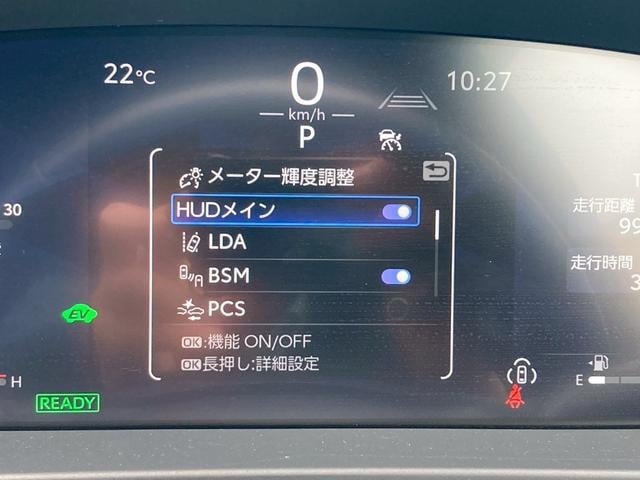 22℃
0
km/h
P
10:27
メーター輝度調整
HUDメイン
LDA
BSM
PCS
OK:機能 ON/OFF
OK長押し:詳細設定
30
EV
H
READY
走行距離
99
走行時間
3
E